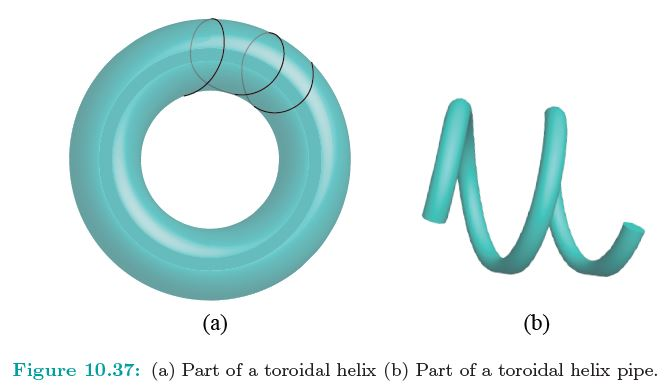 (a) (b)
Figure 10.37: (a) Part of a toroidal helix (b) Part of a toroidal helix pipe.